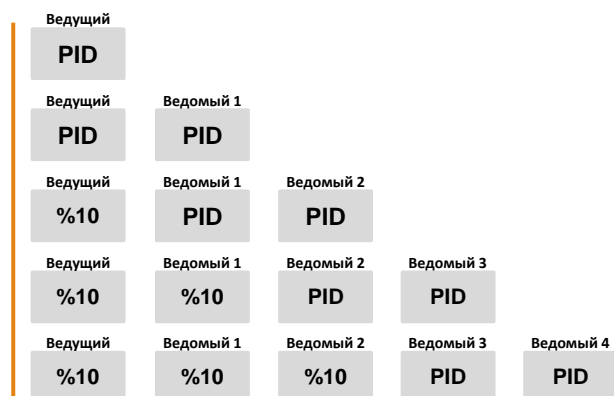 Ведущий
PID
Ведущий Ведомый 1
PID PID
Ведущий Ведомый 1 Ведомый 2
%10 PID PID
Ведущий Ведомый 1 Ведомый 2 Ведомый 3
%10 %10 PID PID
Ведущий Ведомый 1 Ведомый 2 Ведомый 3 Ведомый 4
%10 %10 %10 PID PID